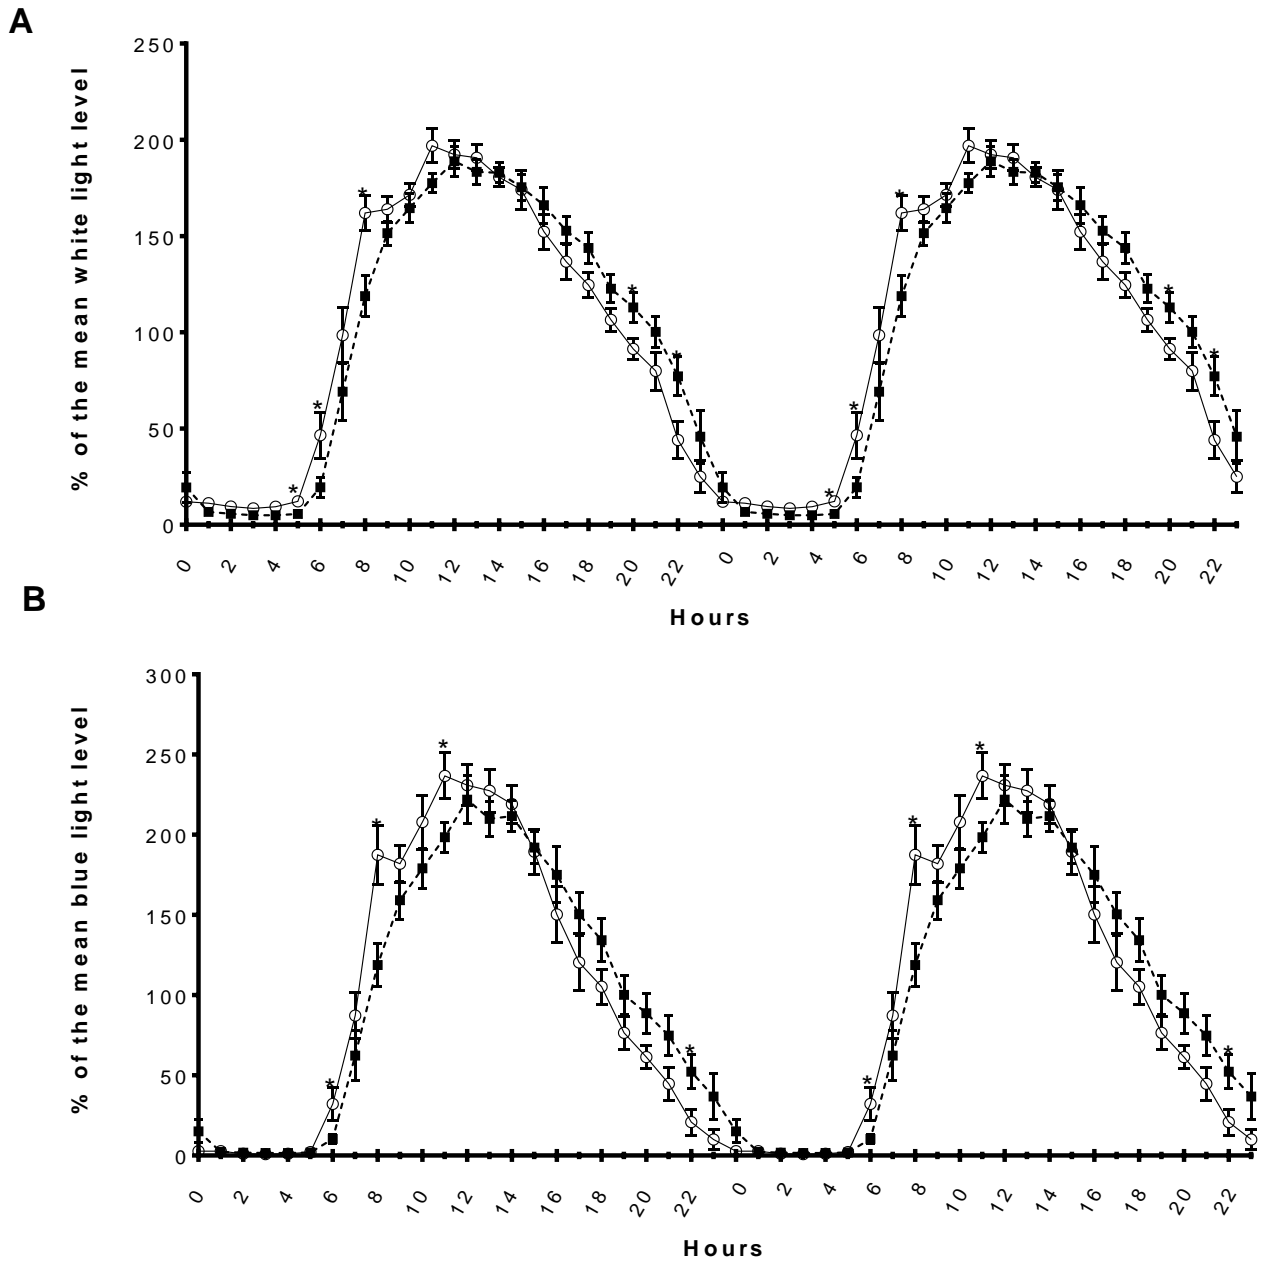 A
% of the mean white light level
250
200
150
100
50
0
0 2 4 6 8 10 12 14 16 18 20 22 0 2 4 6 8 10 12 14 16 18 20 22
* * * * * * * * * *
Hours
B
% of the mean blue light level
300
250
200
150
100
50
0
* * * * * * * *
0 2 4 6 8 10 12 14 16 18 20 22 0 2 4 6 8 10 12 14 16 18 20 22
Hours